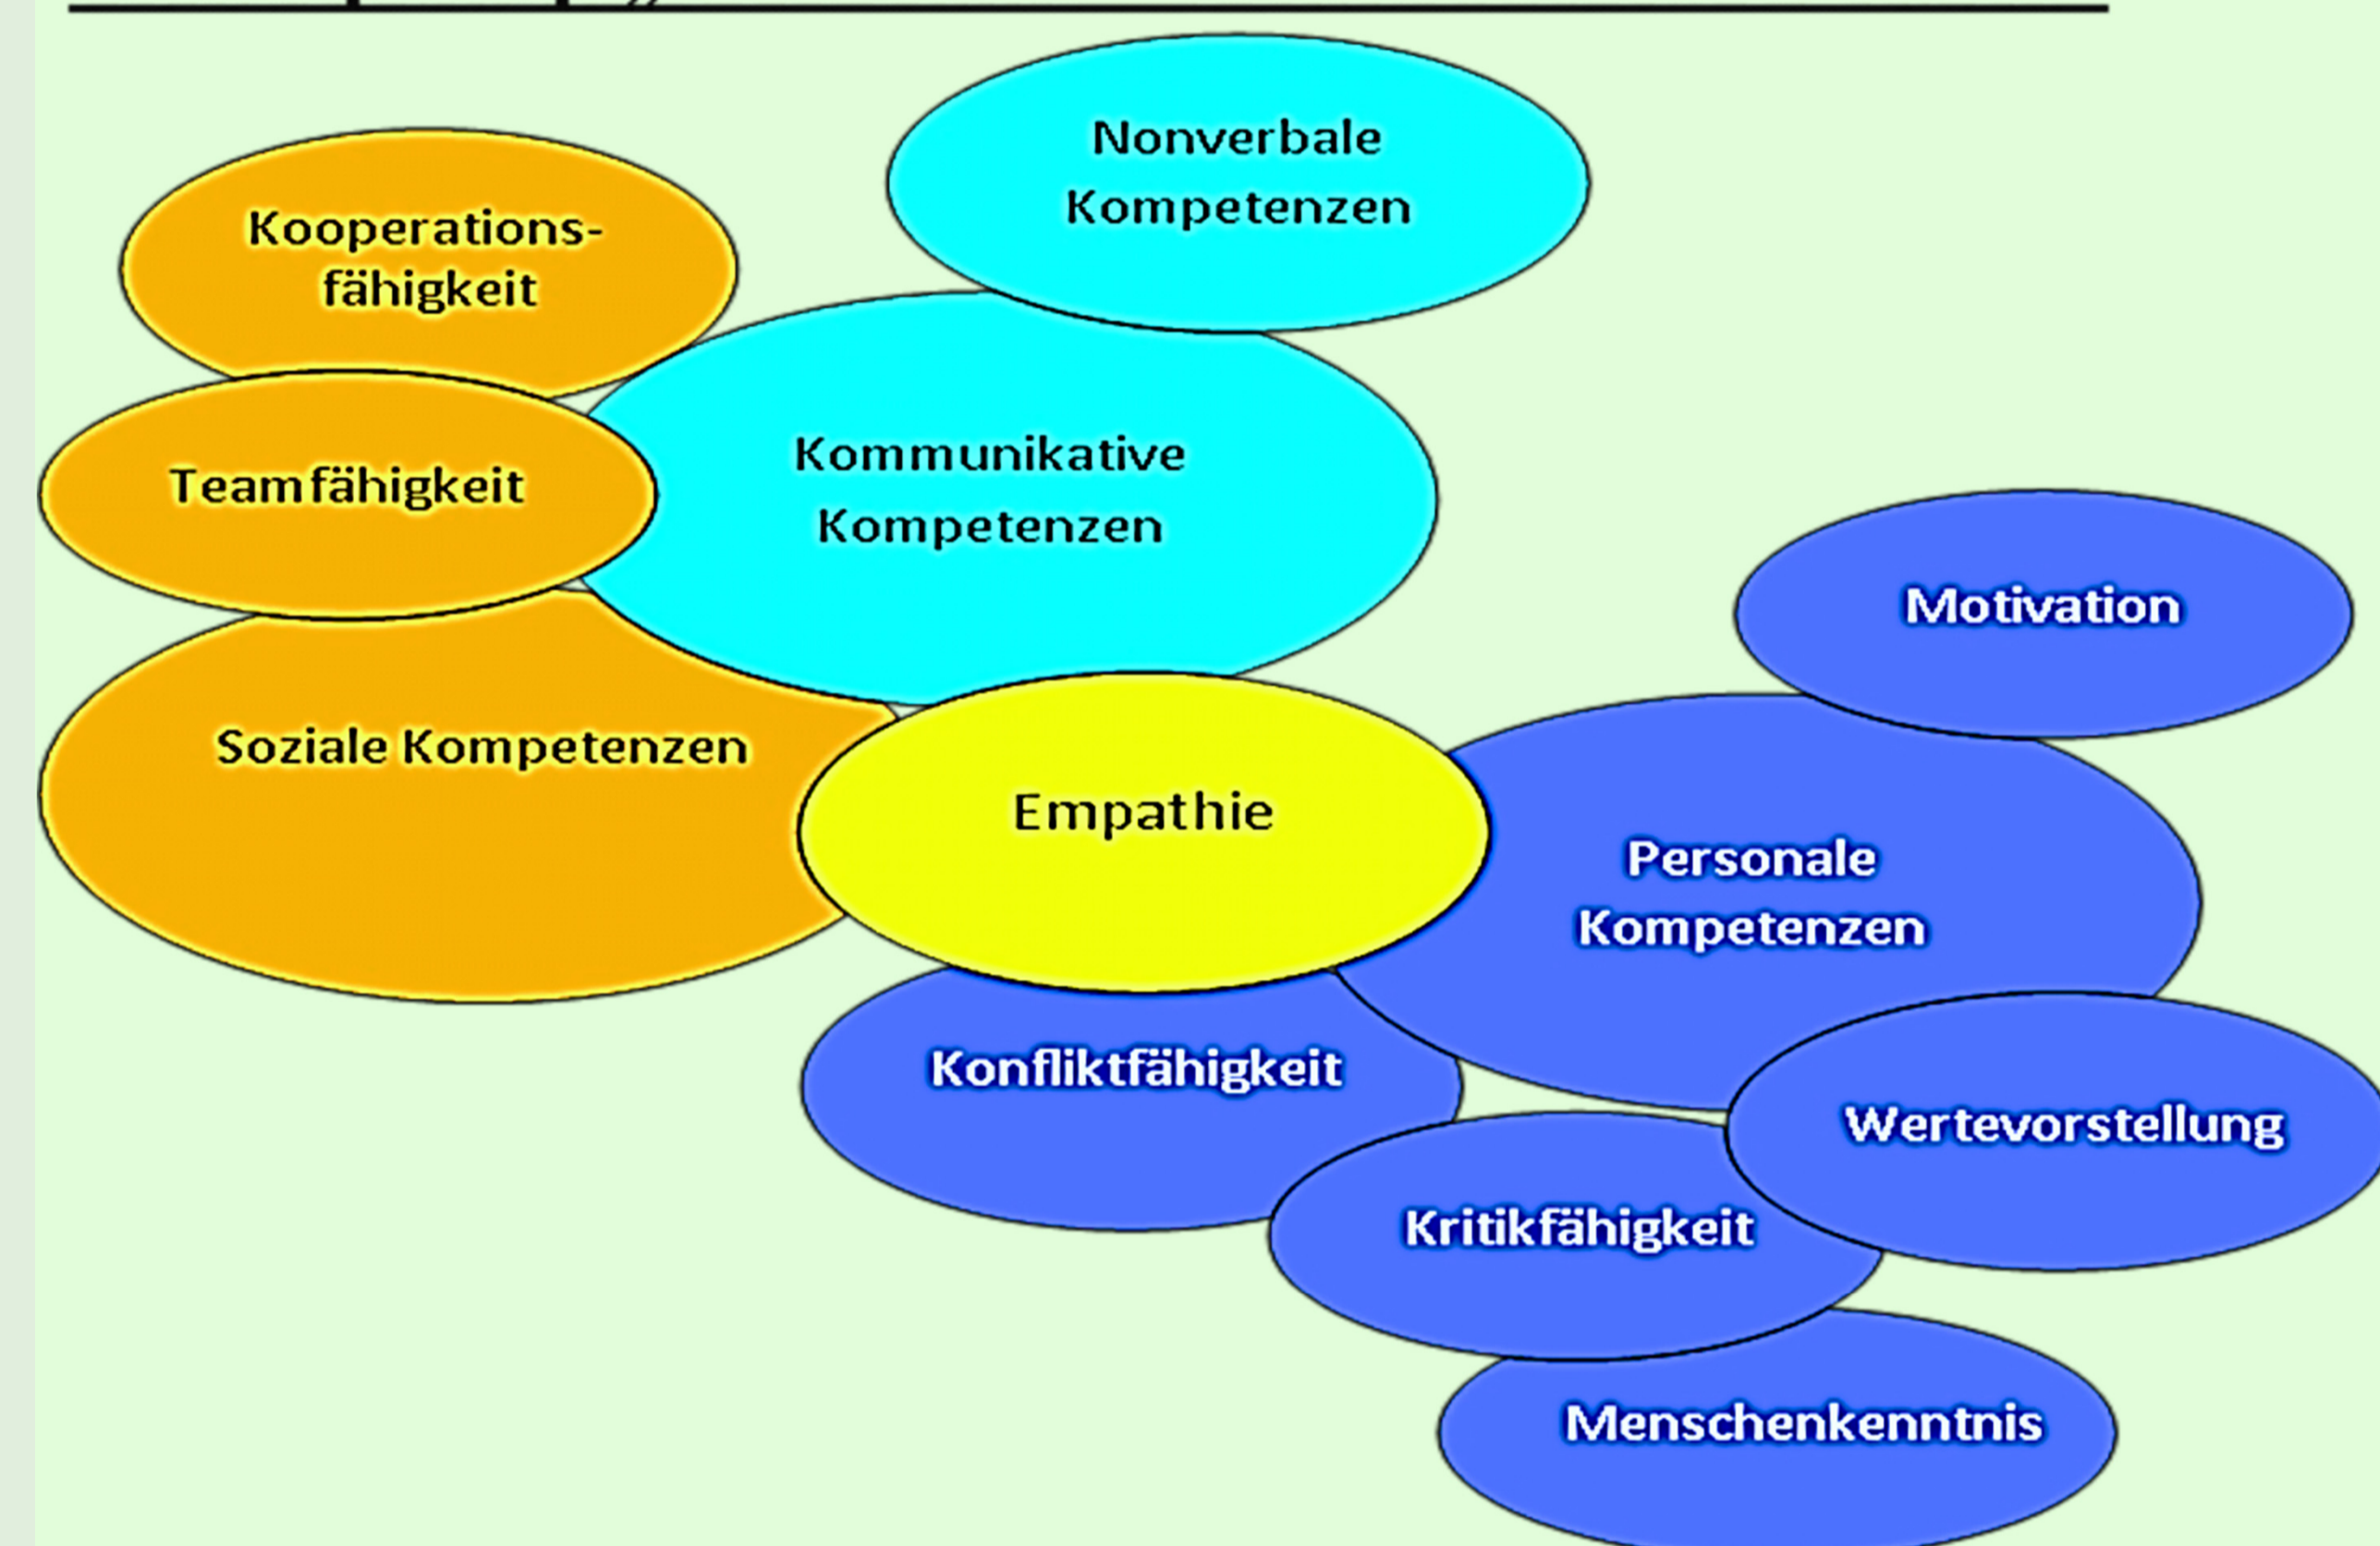 Nonverbale
Kompetenzen
Kooperations-
fähigkeit
Kommunikative
Kompetenzen
Teamfähigkeit
Motivation
Soziale Kompetenzen
Empathie
Personale
Kompetenzen
Konfliktfähigkeit
Wertevorstellung
Kritikfähigkeit
Menschenkenntnis